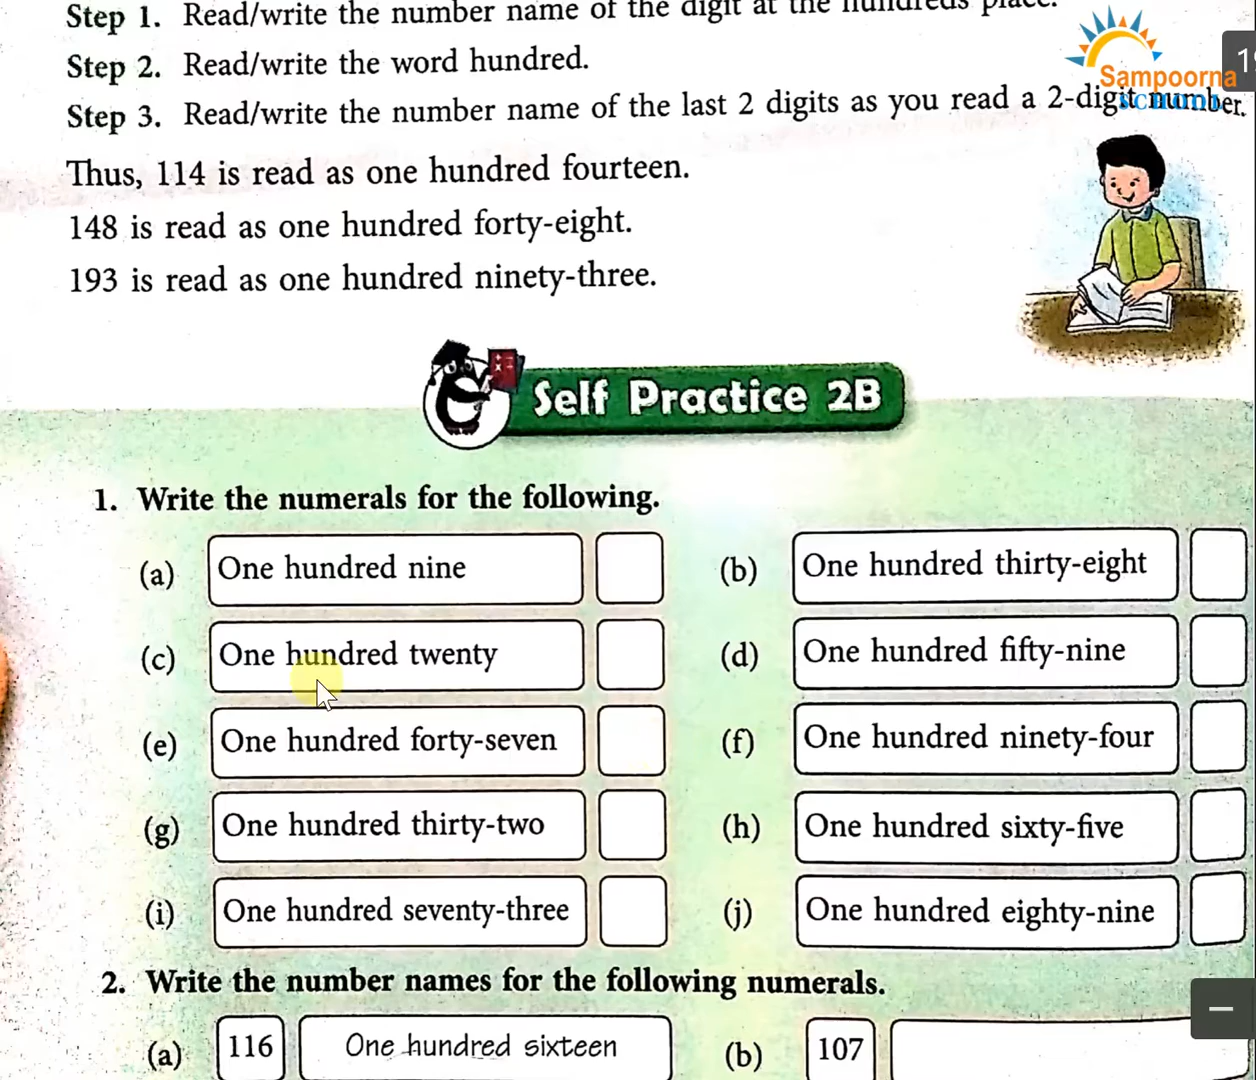 Step 1. Read/write the number name of the digit at the hundreds place.
Step 2. Read/write the word hundred.
Step 3. Read/write the number name of the last 2 digits as you read a 2-digit number.
Sampoorna
SCHOOL
Thus, 114 is read as one hundred fourteen.
148 is read as one hundred forty-eight.
193 is read as one hundred ninety-three.
Self Practice 2B
1. Write the numerals for the following.
(a) One hundred nine (b) One hundred thirty-eight
(c) One hundred twenty (d) One hundred fifty-nine
(e) One hundred forty-seven (f) One hundred ninety-four
(g) One hundred thirty-two (h) One hundred sixty-five
(i) One hundred seventy-three (j) One hundred eighty-nine
2. Write the number names for the following numerals.
(a) 116 One hundred sixteen (b) 107